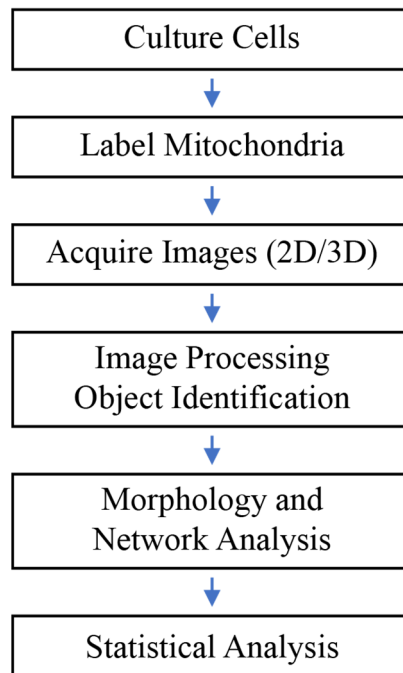 Culture Cells
Label Mitochondria
Acquire Images (2D/3D)
Image Processing
Object Identification
Morphology and
Network Analysis
Statistical Analysis